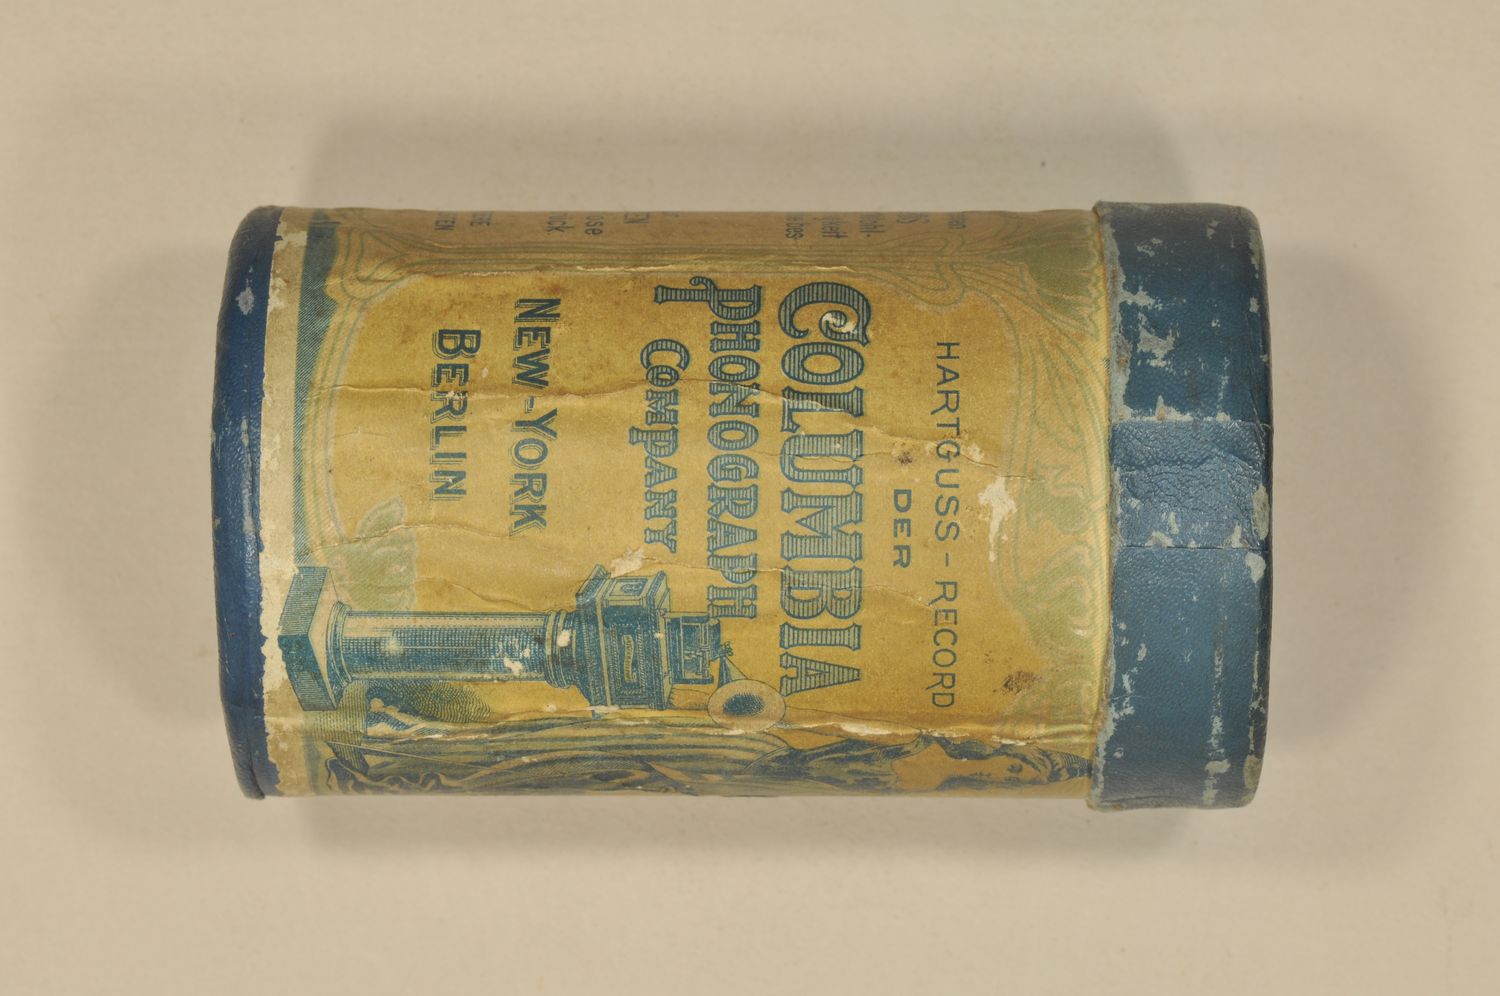 HARTGUSS-RECORD
DER
COLUMBIA
PHONOGRAPH
COMPANY
NEW-YORK
BERLIN